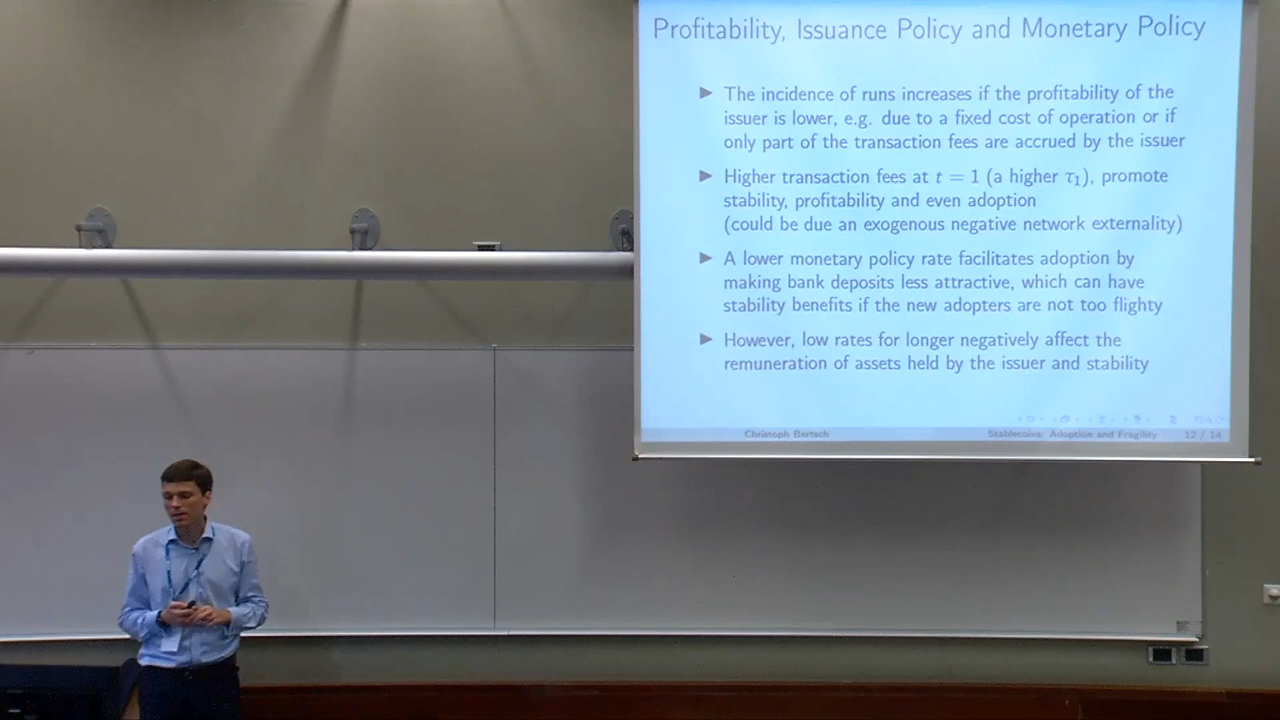 Profitability, Issuance Policy and Monetary Policy
The incidence of runs increases if the profitability of the
issuer is lower, e.g. due to a fixed cost of operation or if
only part of the transaction fees are accrued by the issuer
Higher transaction fees at t = 1 (a higher τ₁), promote
stability, profitability and even adoption
(could be due an exogenous negative network externality)
A lower monetary policy rate facilitates adoption by
making bank deposits less attractive, which can have
stability benefits if the new adopters are not too flighty
However, low rates for longer negatively affect the
remuneration of assets held by the issuer and stability
Christoph Bertsch Stablecoins: Adoption and Fragility 12 / 14